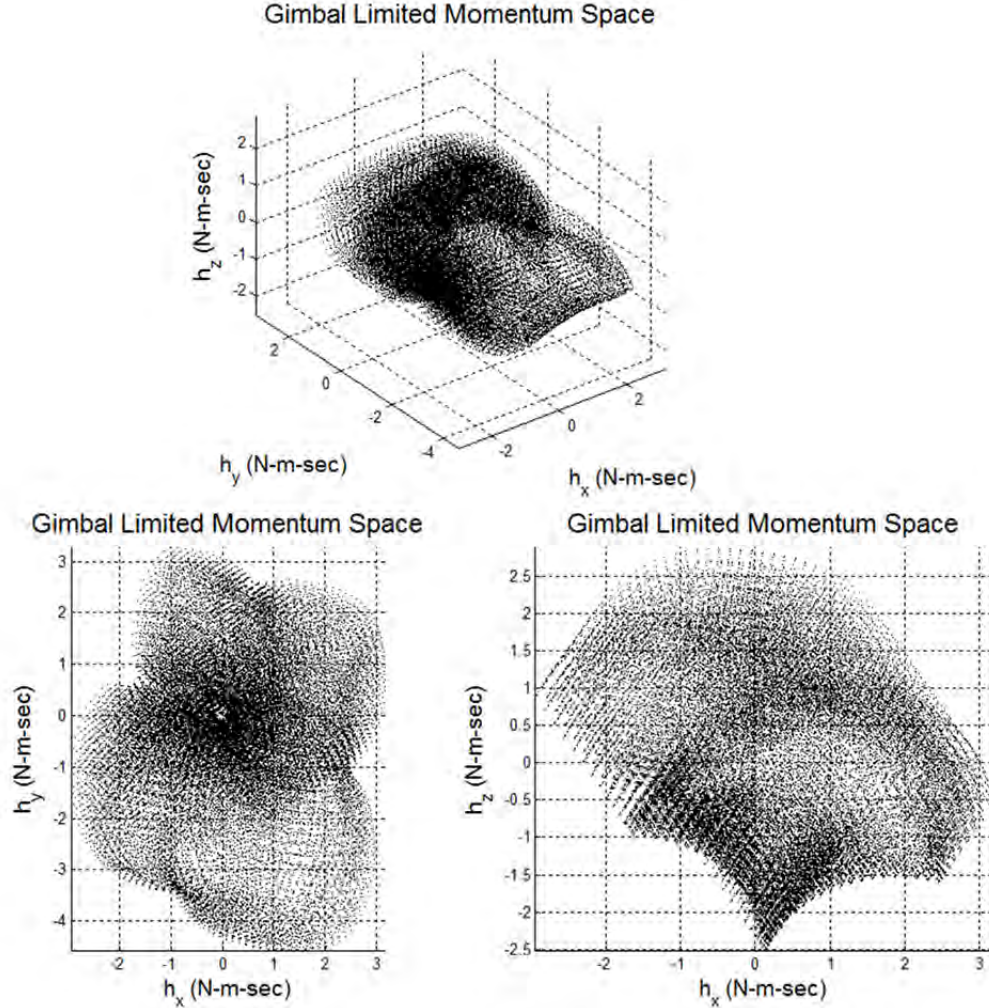 Gimbal Limited Momentum Space
2
1
0
-1
-2
h_z (N-m-sec)
2
0
-2
-4
h_y (N-m-sec)
-2
0
2
h_x (N-m-sec)
Gimbal Limited Momentum Space
3
2
1
0
-1
-2
-3
-4
h_y (N-m-sec)
-2 -1 0 1 2 3
h_x (N-m-sec)
Gimbal Limited Momentum Space
2.5
2
1.5
1
0.5
0
-0.5
-1
-1.5
-2
-2.5
h_z (N-m-sec)
-2 -1 0 1 2 3
h_x (N-m-sec)